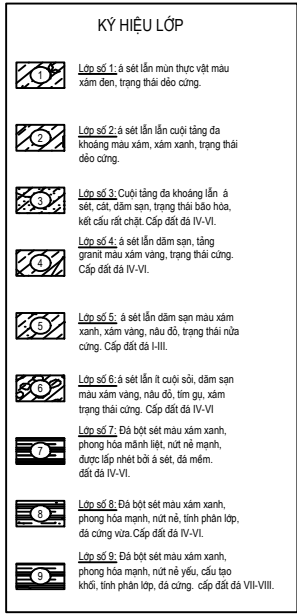 KÝ HIỆU LỚP
1
Lớp số 1: á sét lẫn mùn thực vật màu
xám đen, trạng thái dẻo cứng.
2
Lớp số 2: á sét lẫn lẫn cuội tảng đa
khoáng màu xám, xám xanh, trạng thái
dẻo cứng.
3
Lớp số 3: Cuội tảng đa khoáng lẫn á
sét, cát, dăm sạn, trạng thái bão hòa,
kết cấu rất chặt. Cấp đất đá IV-VI.
4
Lớp số 4: á sét lẫn dăm sạn, tảng
granit màu xám vàng, trạng thái cứng.
Cấp đất đá IV-VI.
5
Lớp số 5: á sét lẫn dăm sạn màu xám
xanh, xám vàng, nâu đỏ, trạng thái nửa
cứng. Cấp đất đá I-III.
6
Lớp số 6: á sét lẫn ít cuội sỏi, dăm sạn
màu xám vàng, nâu đỏ, tím gụ, xám
trạng thái cứng. Cấp đất đá IV-VI
7
Lớp số 7: Đá bột sét màu xám xanh,
phong hóa mãnh liệt, nứt nẻ mạnh,
được lấp nhét bởi á sét, đá mềm.
đất đá IV-VI.
8
Lớp số 8: Đá bột sét màu xám xanh,
phong hóa mạnh, nứt nẻ, tính phân lớp,
đá cứng vừa. Cấp đất đá IV-VI.
9
Lớp số 9: Đá bột sét màu xám xanh,
phong hóa mạnh, nứt nẻ yếu, cấu tạo
khối, tính phân lớp, đá cứng. cấp đất đá VII-VIII.